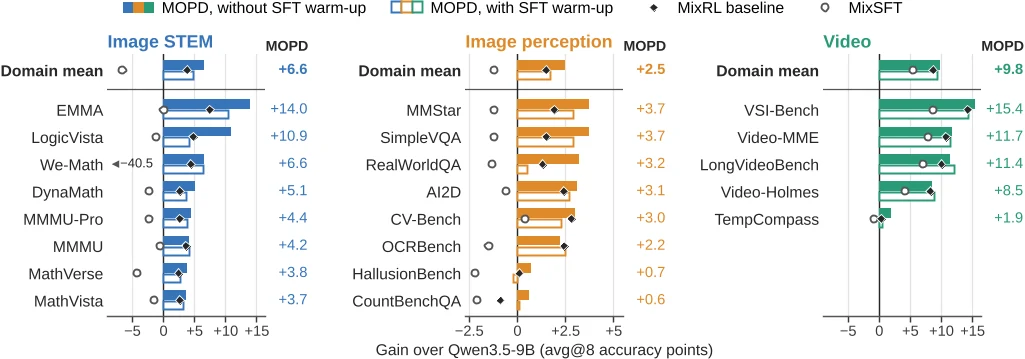 MOPD, without SFT warm-up MOPD, with SFT warm-up MixRL baseline MixSFT
Image STEM MOPD
Domain mean +6.6
EMMA +14.0
LogicVista +10.9
We-Math −40.5 +6.6
DynaMath +5.1
MMMU-Pro +4.4
MMMU +4.2
MathVerse +3.8
MathVista +3.7
−5 0 +5 +10 +15
Image perception MOPD
Domain mean +2.5
MMStar +3.7
SimpleVQA +3.7
RealWorldQA +3.2
AI2D +3.1
CV-Bench +3.0
OCRBench +2.2
HallusionBench +0.7
CountBenchQA +0.6
−2.5 0 +2.5 +5
Video MOPD
Domain mean +9.8
VSI-Bench +15.4
Video-MME +11.7
LongVideoBench +11.4
Video-Holmes +8.5
TempCompass +1.9
−5 0 +5 +10 +15
Gain over Qwen3.5-9B (avg@8 accuracy points)